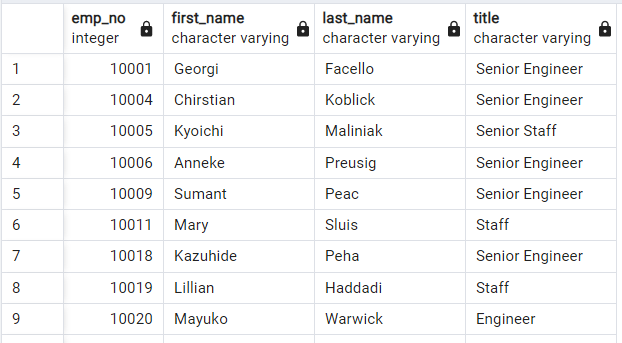 emp_no first_name last_name title
integer character varying character varying character varying
1 10001 Georgi Facello Senior Engineer
2 10004 Chirstian Koblick Senior Engineer
3 10005 Kyoichi Maliniak Senior Staff
4 10006 Anneke Preusig Senior Engineer
5 10009 Sumant Peac Senior Engineer
6 10011 Mary Sluis Staff
7 10018 Kazuhide Peha Senior Engineer
8 10019 Lillian Haddadi Staff
9 10020 Mayuko Warwick Engineer